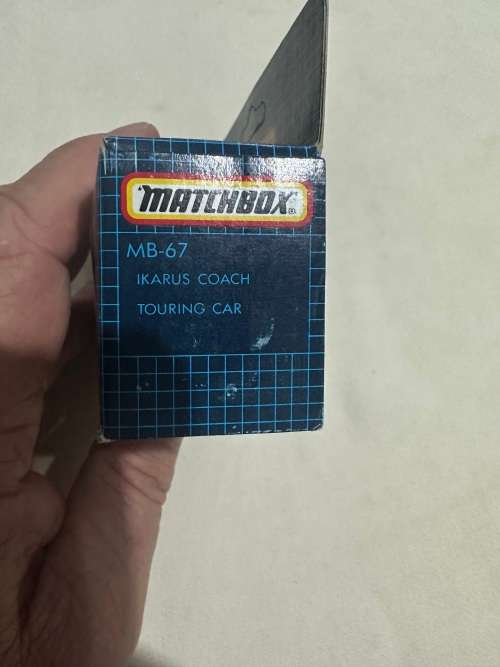 MATCHBOX®
MB-67
IKARUS COACH
TOURING CAR